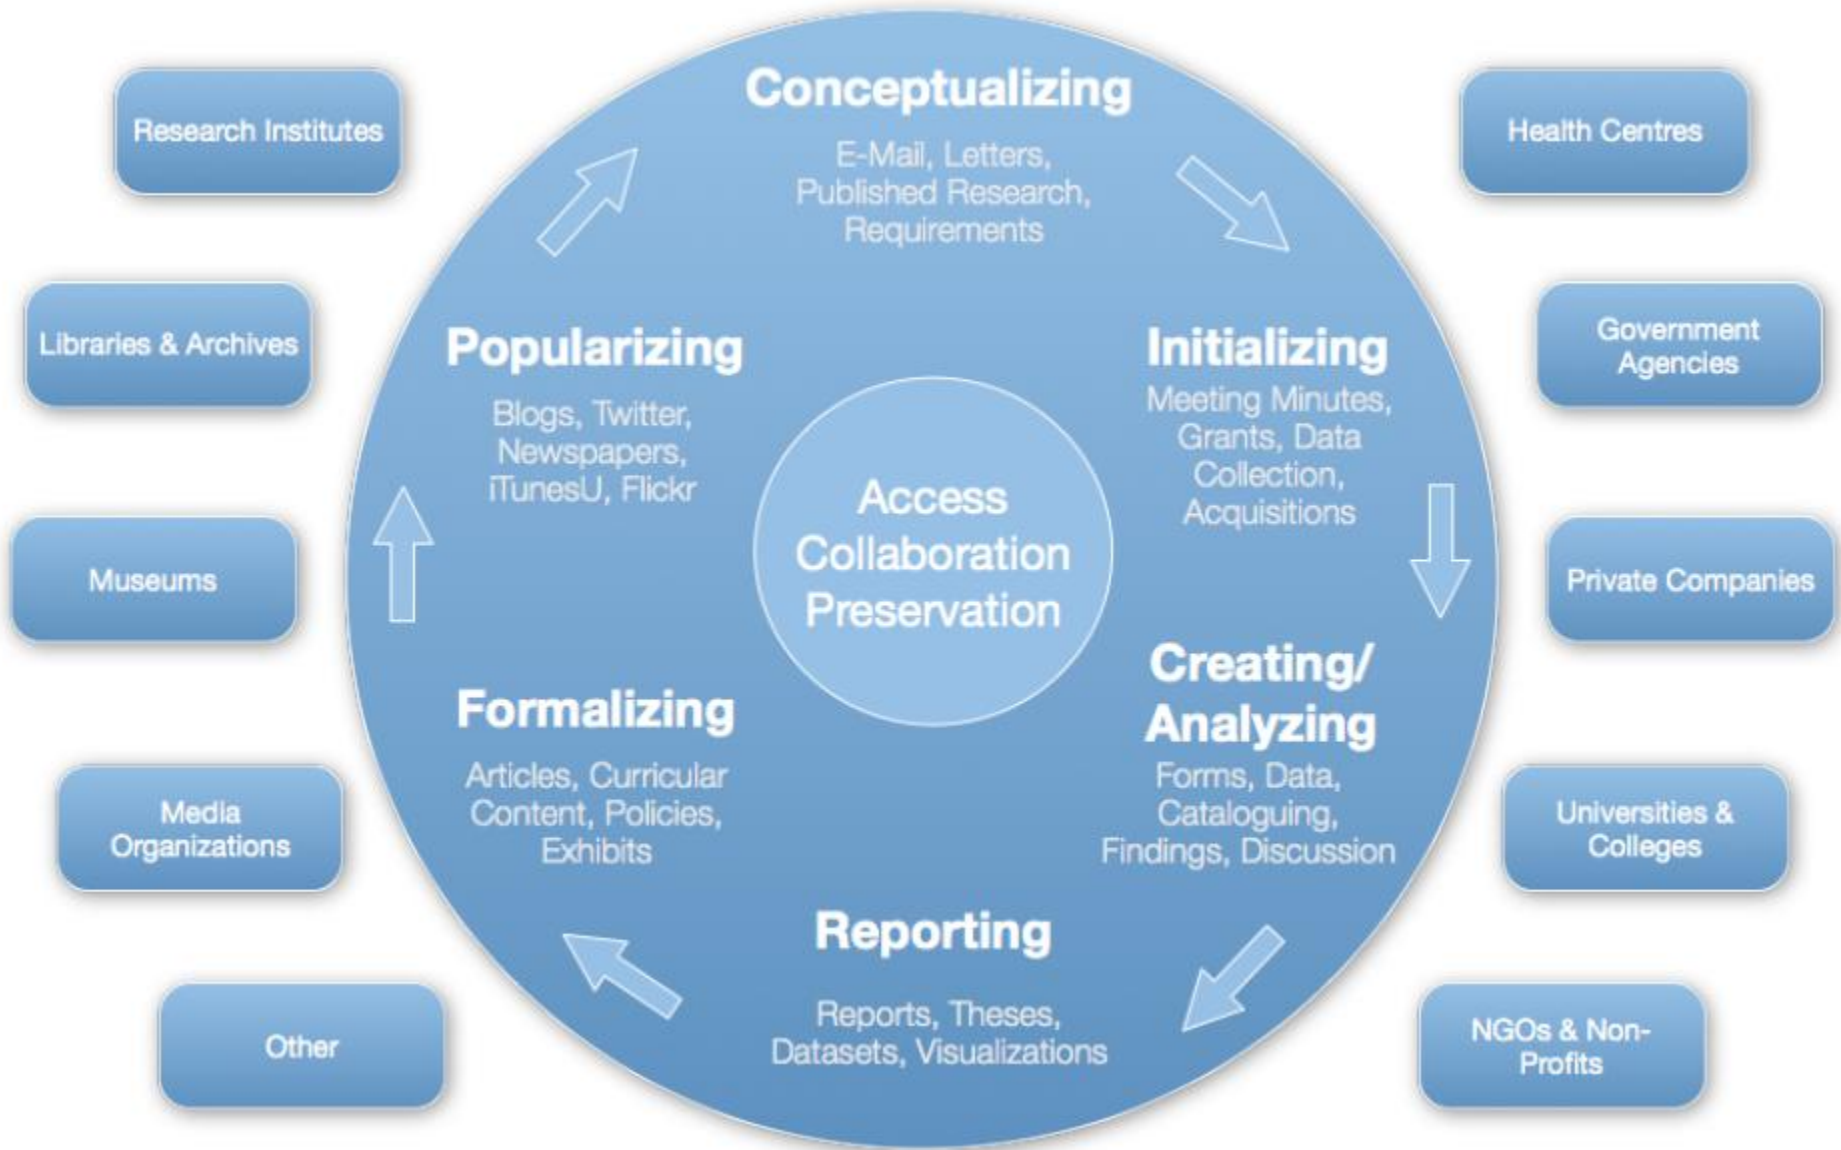 Conceptualizing
E-Mail, Letters,
Published Research,
Requirements
Initializing
Meeting Minutes,
Grants, Data
Collection,
Acquisitions
Creating/
Analyzing
Forms, Data,
Cataloguing,
Findings, Discussion
Reporting
Reports, Theses,
Datasets, Visualizations
Formalizing
Articles, Curricular
Content, Policies,
Exhibits
Popularizing
Blogs, Twitter,
Newspapers,
iTunesU, Flickr
Access
Collaboration
Preservation
Research Institutes
Libraries & Archives
Museums
Media
Organizations
Other
Health Centres
Government
Agencies
Private Companies
Universities &
Colleges
NGOs & Non-
Profits